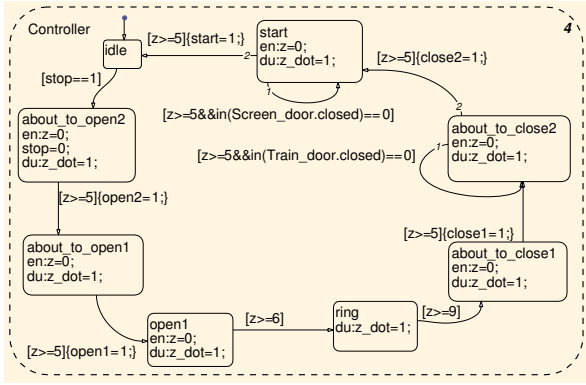 Controller
4
idle
[z>=5]{start=1;}
2
start
en:z=0;
du:z_dot=1;
1
[z>=5&&in(Screen_door.closed)==0]
[z>=5]{close2=1;}
[stop==1]
about_to_open2
en:z=0;
stop=0;
du:z_dot=1;
2
about_to_close2
en:z=0;
du:z_dot=1;
1
[z>=5&&in(Train_door.closed)==0]
[z>=5]{open2=1;}
about_to_open1
en:z=0;
du:z_dot=1;
[z>=5]{close1=1;}
about_to_close1
en:z=0;
du:z_dot=1;
[z>=5]{open1=1;}
open1
en:z=0;
du:z_dot=1;
[z>=6]
ring
du:z_dot=1;
[z>=9]